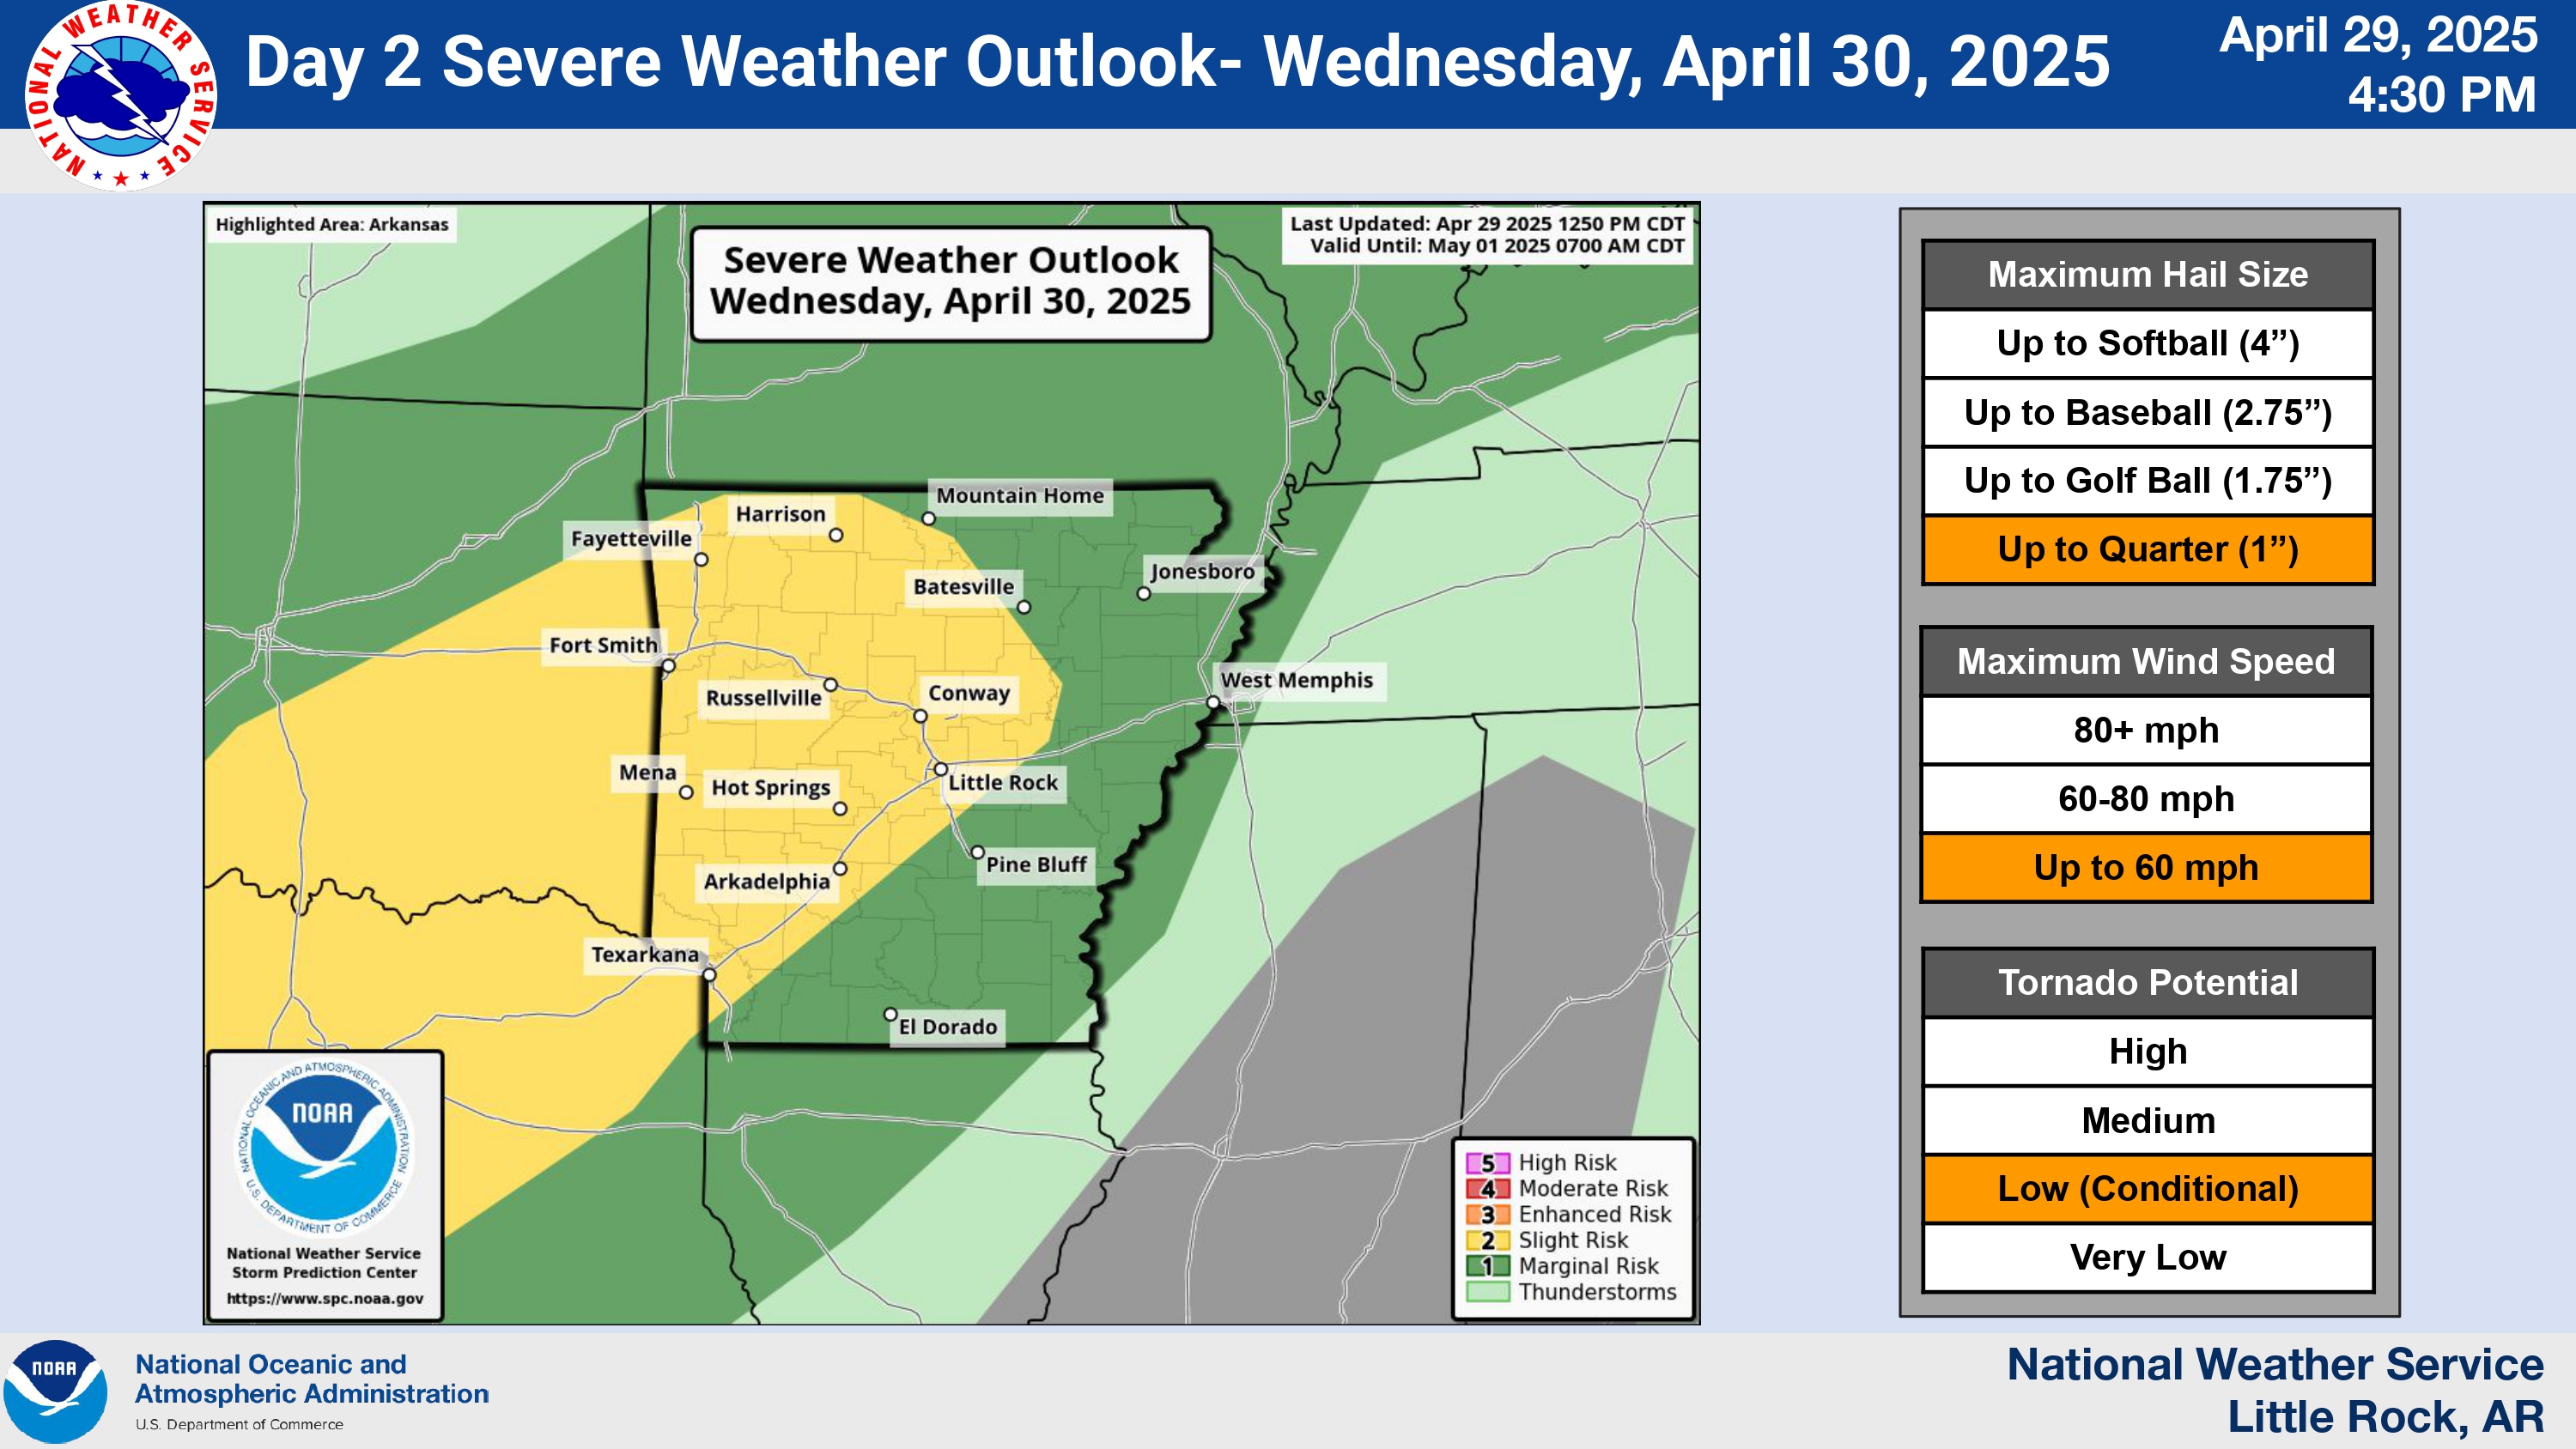 NATIONAL WEATHER SERVICE
Day 2 Severe Weather Outlook- Wednesday, April 30, 2025
April 29, 2025
4:30 PM
Highlighted Area: Arkansas
Severe Weather Outlook
Wednesday, April 30, 2025
Last Updated: Apr 29 2025 1250 PM CDT
Valid Until: May 01 2025 0700 AM CDT
Mountain Home
Harrison
Fayetteville
Jonesboro
Batesville
Fort Smith
West Memphis
Russellville
Conway
Mena
Hot Springs
Little Rock
Pine Bluff
Arkadelphia
Texarkana
El Dorado
NATIONAL OCEANIC AND ATMOSPHERIC ADMINISTRATION
NOAA
U.S. DEPARTMENT OF COMMERCE
National Weather Service
Storm Prediction Center
https://www.spc.noaa.gov
5 High Risk
4 Moderate Risk
3 Enhanced Risk
2 Slight Risk
1 Marginal Risk
Thunderstorms
Maximum Hail Size
Up to Softball (4”)
Up to Baseball (2.75”)
Up to Golf Ball (1.75”)
Up to Quarter (1”)
Maximum Wind Speed
80+ mph
60-80 mph
Up to 60 mph
Tornado Potential
High
Medium
Low (Conditional)
Very Low
NOAA
National Oceanic and
Atmospheric Administration
U.S. Department of Commerce
National Weather Service
Little Rock, AR